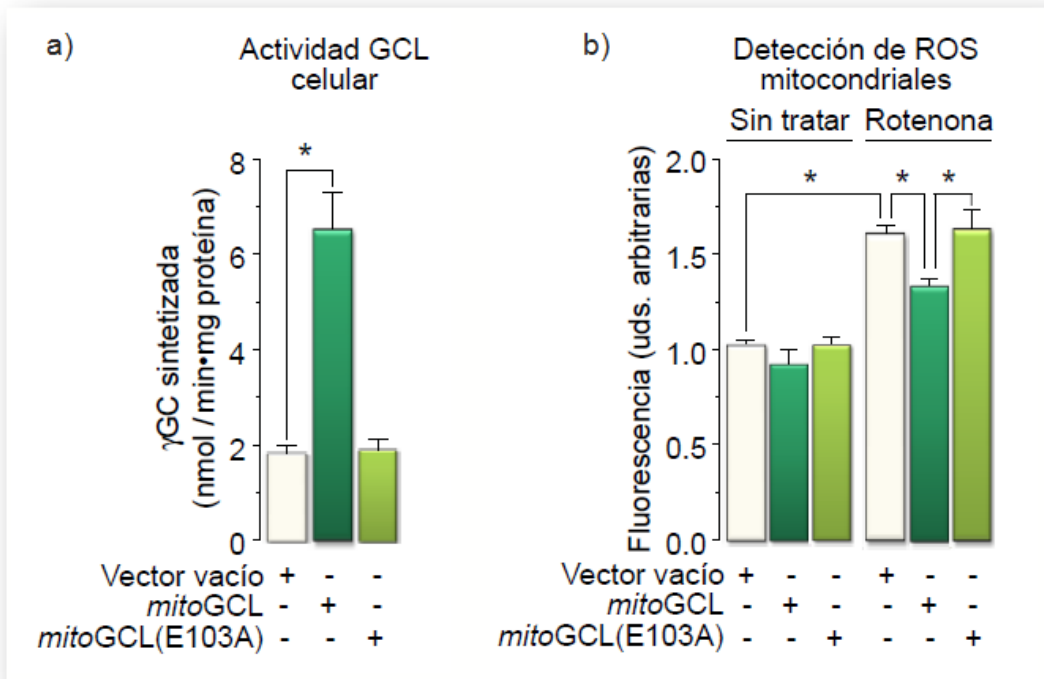 a)
Actividad GCL
celular
*
γGC sintetizada
(nmol / min•mg proteína)
8
6
4
2
0
Vector vacío + - -
mitoGCL - + -
mitoGCL(E103A) - - +
b)
Detección de ROS
mitocondriales
Sin tratar Rotenona
* * *
Fluorescencia (uds. arbitrarias)
2.0
1.5
1.0
0.5
0.0
Vector vacío + - - + - -
mitoGCL - + - - + -
mitoGCL(E103A) - - + - - +